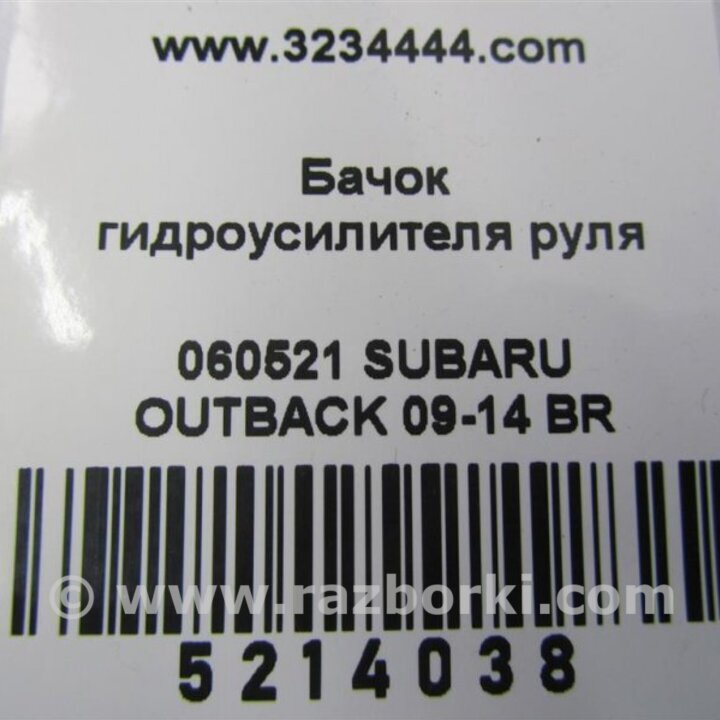 www.3234444.com
Бачок
гидроусилителя руля
060521 SUBARU
OUTBACK 09-14 BR
© www.razborki.com
5214038